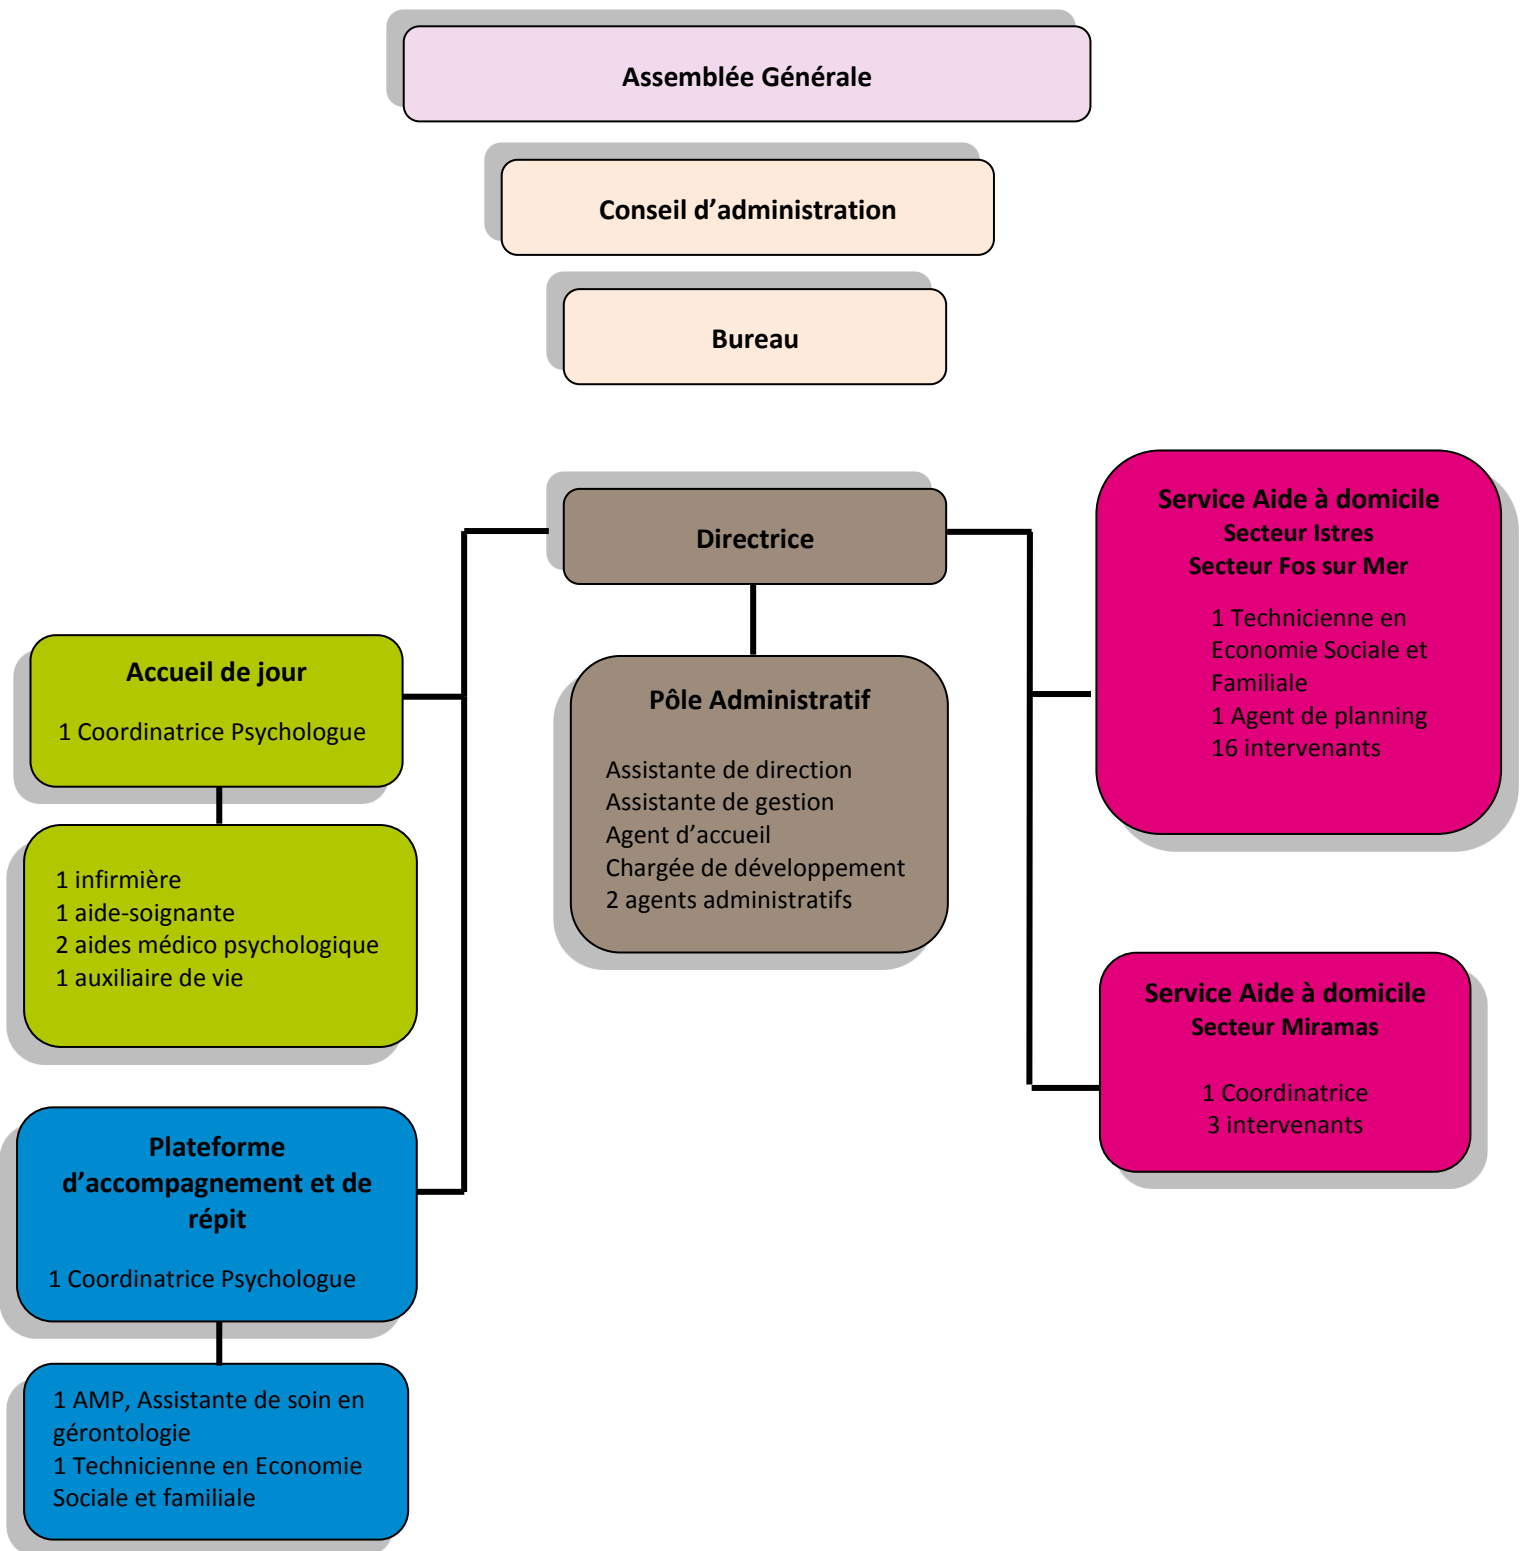 Assemblée Générale
Conseil d’administration
Bureau
Directrice
Service Aide à domicile
Secteur Istres
Secteur Fos sur Mer
1 Technicienne en
Economie Sociale et
Familiale
1 Agent de planning
16 intervenants
Accueil de jour
1 Coordinatrice Psychologue
Pôle Administratif
Assistante de direction
Assistante de gestion
Agent d’accueil
Chargée de développement
2 agents administratifs
1 infirmière
1 aide-soignante
2 aides médico psychologique
1 auxiliaire de vie
Service Aide à domicile
Secteur Miramas
1 Coordinatrice
3 intervenants
Plateforme
d’accompagnement et de
répit
1 Coordinatrice Psychologue
1 AMP, Assistante de soin en
gérontologie
1 Technicienne en Economie
Sociale et familiale